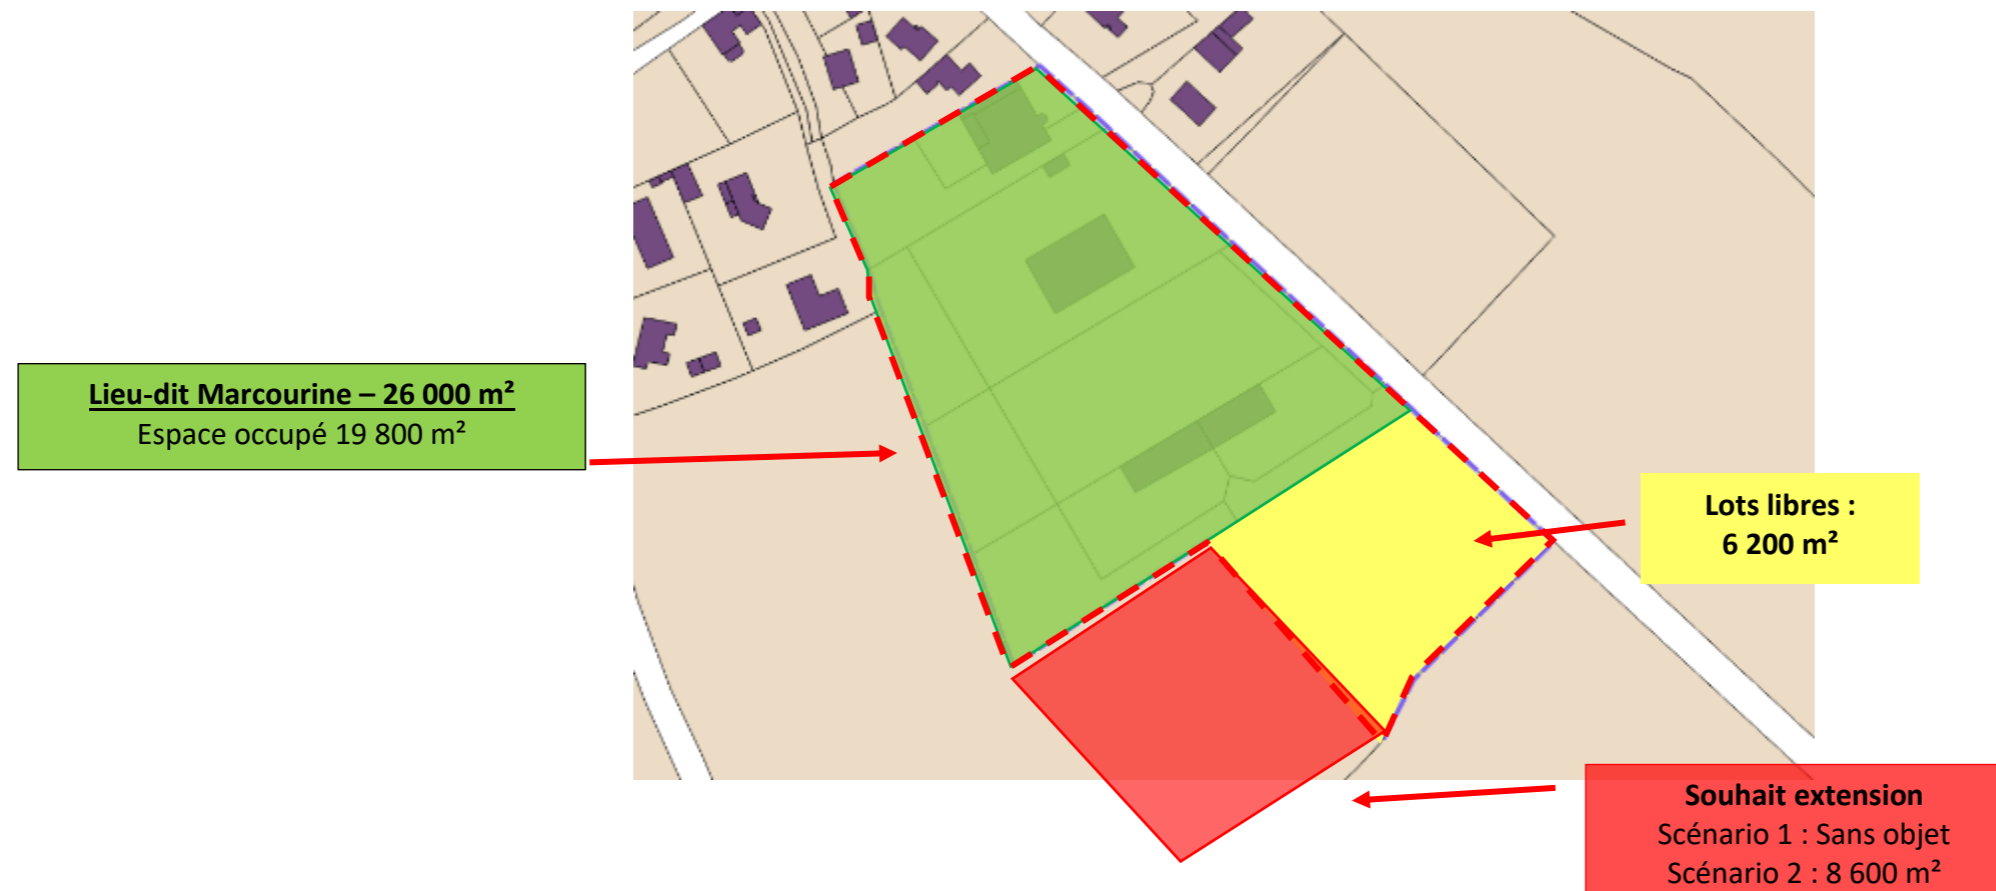 Lieu-dit Marcourine – 26 000 m²
Espace occupé 19 800 m²
Lots libres :
6 200 m²
Souhait extension
Scénario 1 : Sans objet
Scénario 2 : 8 600 m²